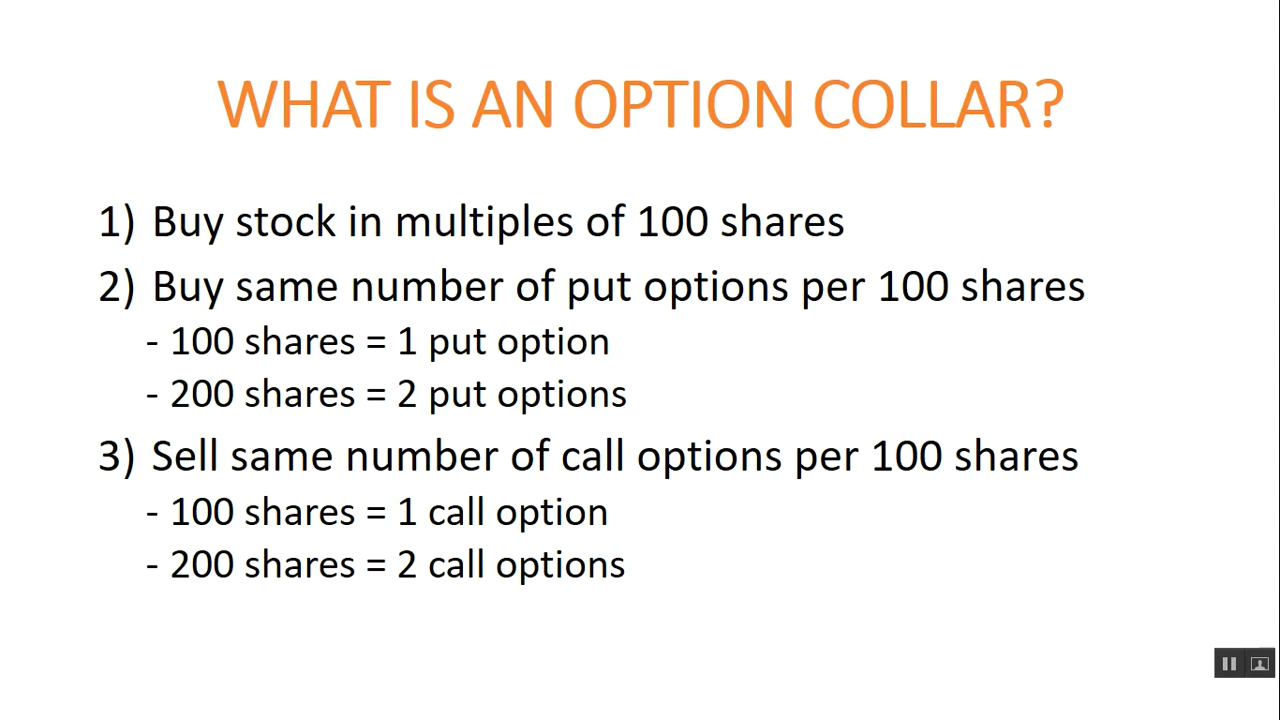 WHAT IS AN OPTION COLLAR?
1) Buy stock in multiples of 100 shares
2) Buy same number of put options per 100 shares
- 100 shares = 1 put option
- 200 shares = 2 put options
3) Sell same number of call options per 100 shares
- 100 shares = 1 call option
- 200 shares = 2 call options